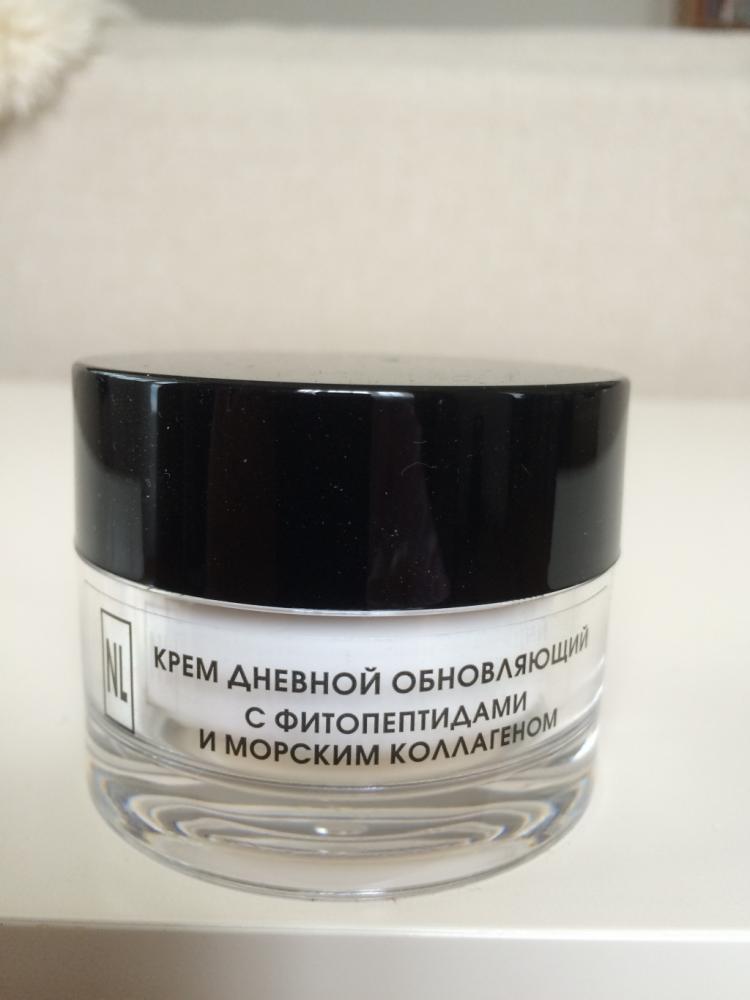 NL
КРЕМ ДНЕВНОЙ ОБНОВЛЯЮЩИЙ
С ФИТОПЕПТИДАМИ
И МОРСКИМ КОЛЛАГЕНОМ